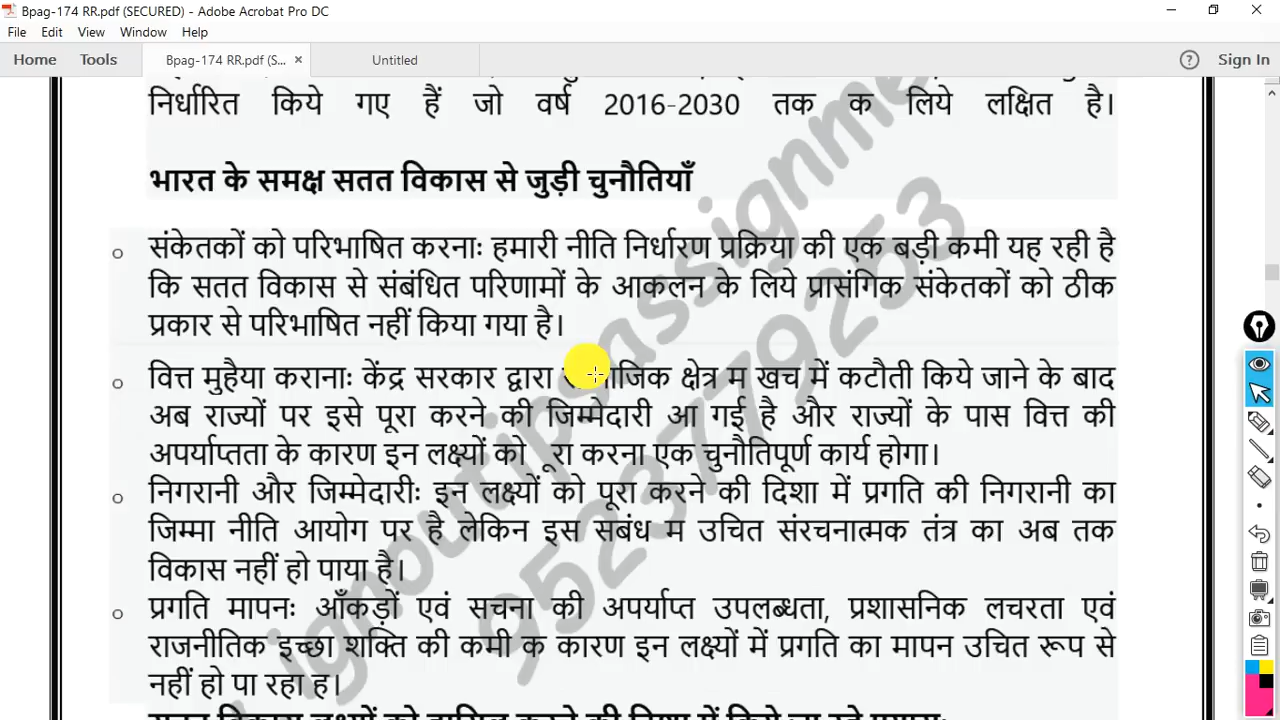 Bpag-174 RR.pdf (SECURED) - Adobe Acrobat Pro DC
File Edit View Window Help
Home Tools Bpag-174 RR.pdf (S... × Untitled ? Sign In
निर्धारित किये गए हैं जो वर्ष 2016-2030 तक क लिये लक्षित है।
भारत के समक्ष सतत विकास से जुड़ी चुनौतियाँ
o संकेतकों को परिभाषित करनाः हमारी नीति निर्धारण प्रक्रिया की एक बड़ी कमी यह रही है
कि सतत विकास से संबंधित परिणामों के आकलन के लिये प्रासंगिक संकेतकों को ठीक
प्रकार से परिभाषित नहीं किया गया है।
o वित्त मुहैया करानाः केंद्र सरकार द्वारा क्षेत्र म खच में कटौती किये जाने के बाद
अब राज्यों पर इसे पूरा करने की जिम्मेदारी आ गई है और राज्यों के पास वित्त की
अपर्याप्तता के कारण इन लक्ष्यों को करना एक चुनौतिपूर्ण कार्य होगा।
o निगरानी और जिम्मेदारीः इन लक्ष्यों को पूरा करने की दिशा में प्रगति की निगरानी का
जिम्मा नीति आयोग पर है लेकिन इस संबंध म उचित संरचनात्मक तंत्र का अब तक
विकास नहीं हो पाया है।
o प्रगति मापनः आँकड़ों एवं सचना की अपर्याप्त उपलब्धता, प्रशासनिक लचरता एवं
राजनीतिक इच्छा शक्ति की कमी क कारण इन लक्ष्यों में प्रगति का मापन उचित रूप से
नहीं हो पा रहा ह।
ignoutipsassignme
9523779253